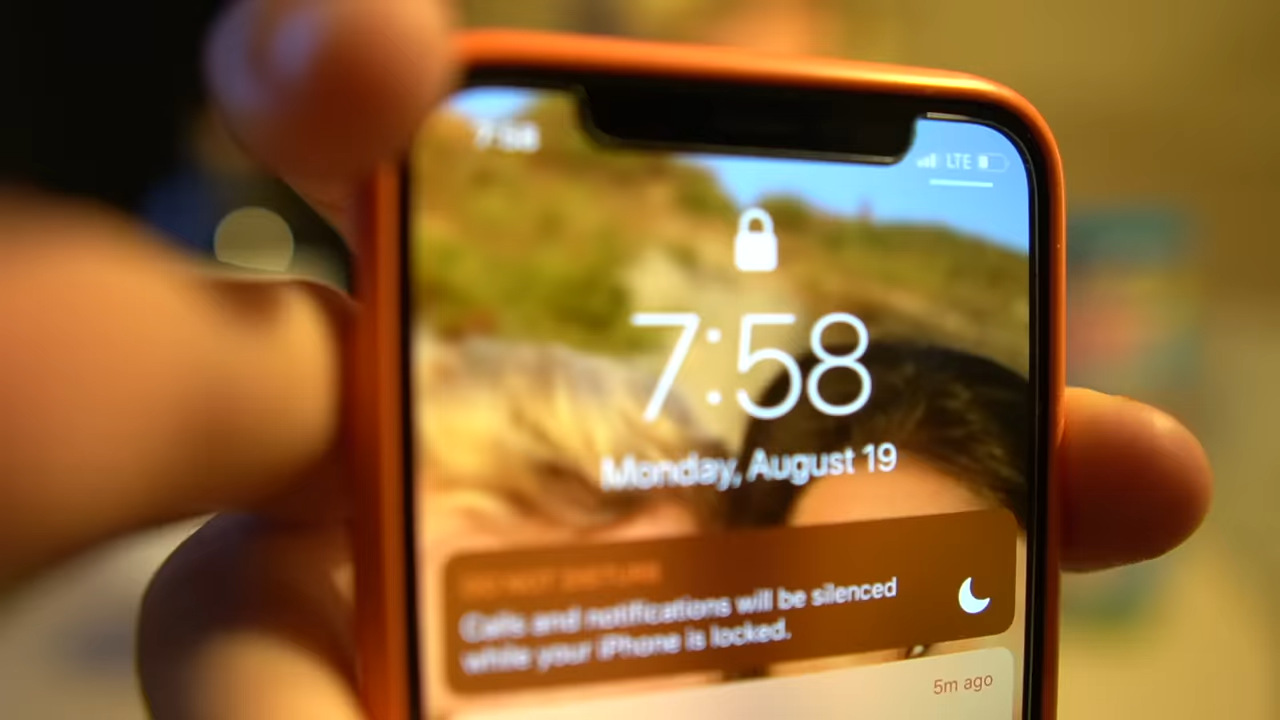 7:58
LTE
7:58
Monday, August 19
DO NOT DISTURB
Calls and notifications will be silenced
while your iPhone is locked.
5m ago